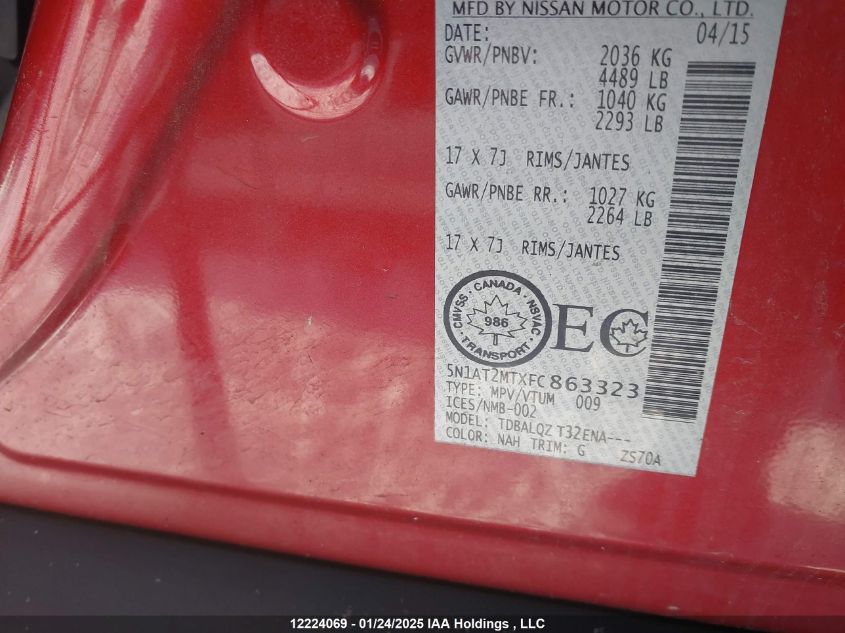 MFD BY NISSAN MOTOR CO., LTD.
DATE: 04/15
GVWR/PNBV: 2036 KG
4489 LB
GAWR/PNBE FR.: 1040 KG
2293 LB
17 X 7J RIMS/JANTES
GAWR/PNBE RR.: 1027 KG
2264 LB
17 X 7J RIMS/JANTES
CANADA
CMVSS · NSVAC
986
TRANSPORT
EC
5N1AT2MTXFC863323
TYPE: MPV/VTUM 009
ICES/NMB-002
MODEL: TDBALQZ T32ENA---
COLOR: NAH TRIM: G ZS70A
12224069 - 01/24/2025 IAA Holdings , LLC